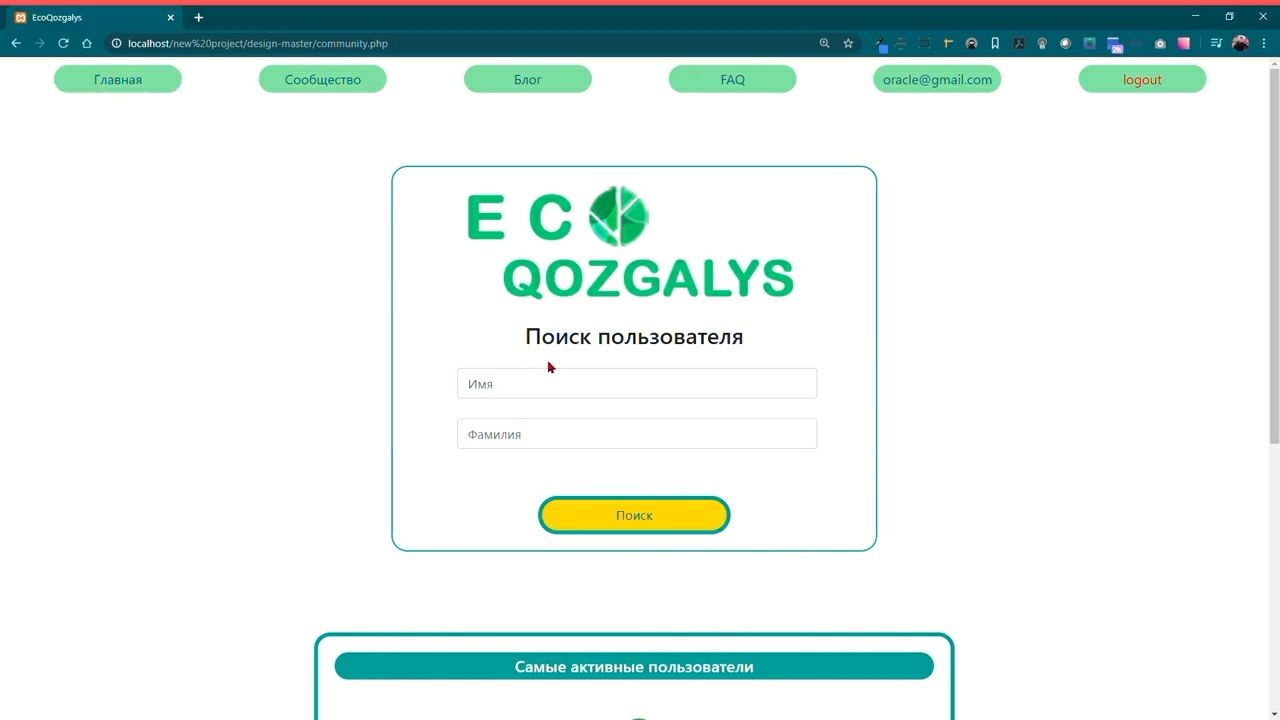 EcoQozgalys
localhost/new%20project/design-master/community.php
Главная
Сообщество
Блог
FAQ
oracle@gmail.com
logout
EC
QOZGALYS
Поиск пользователя
Имя
Фамилия
Поиск
Самые активные пользователи